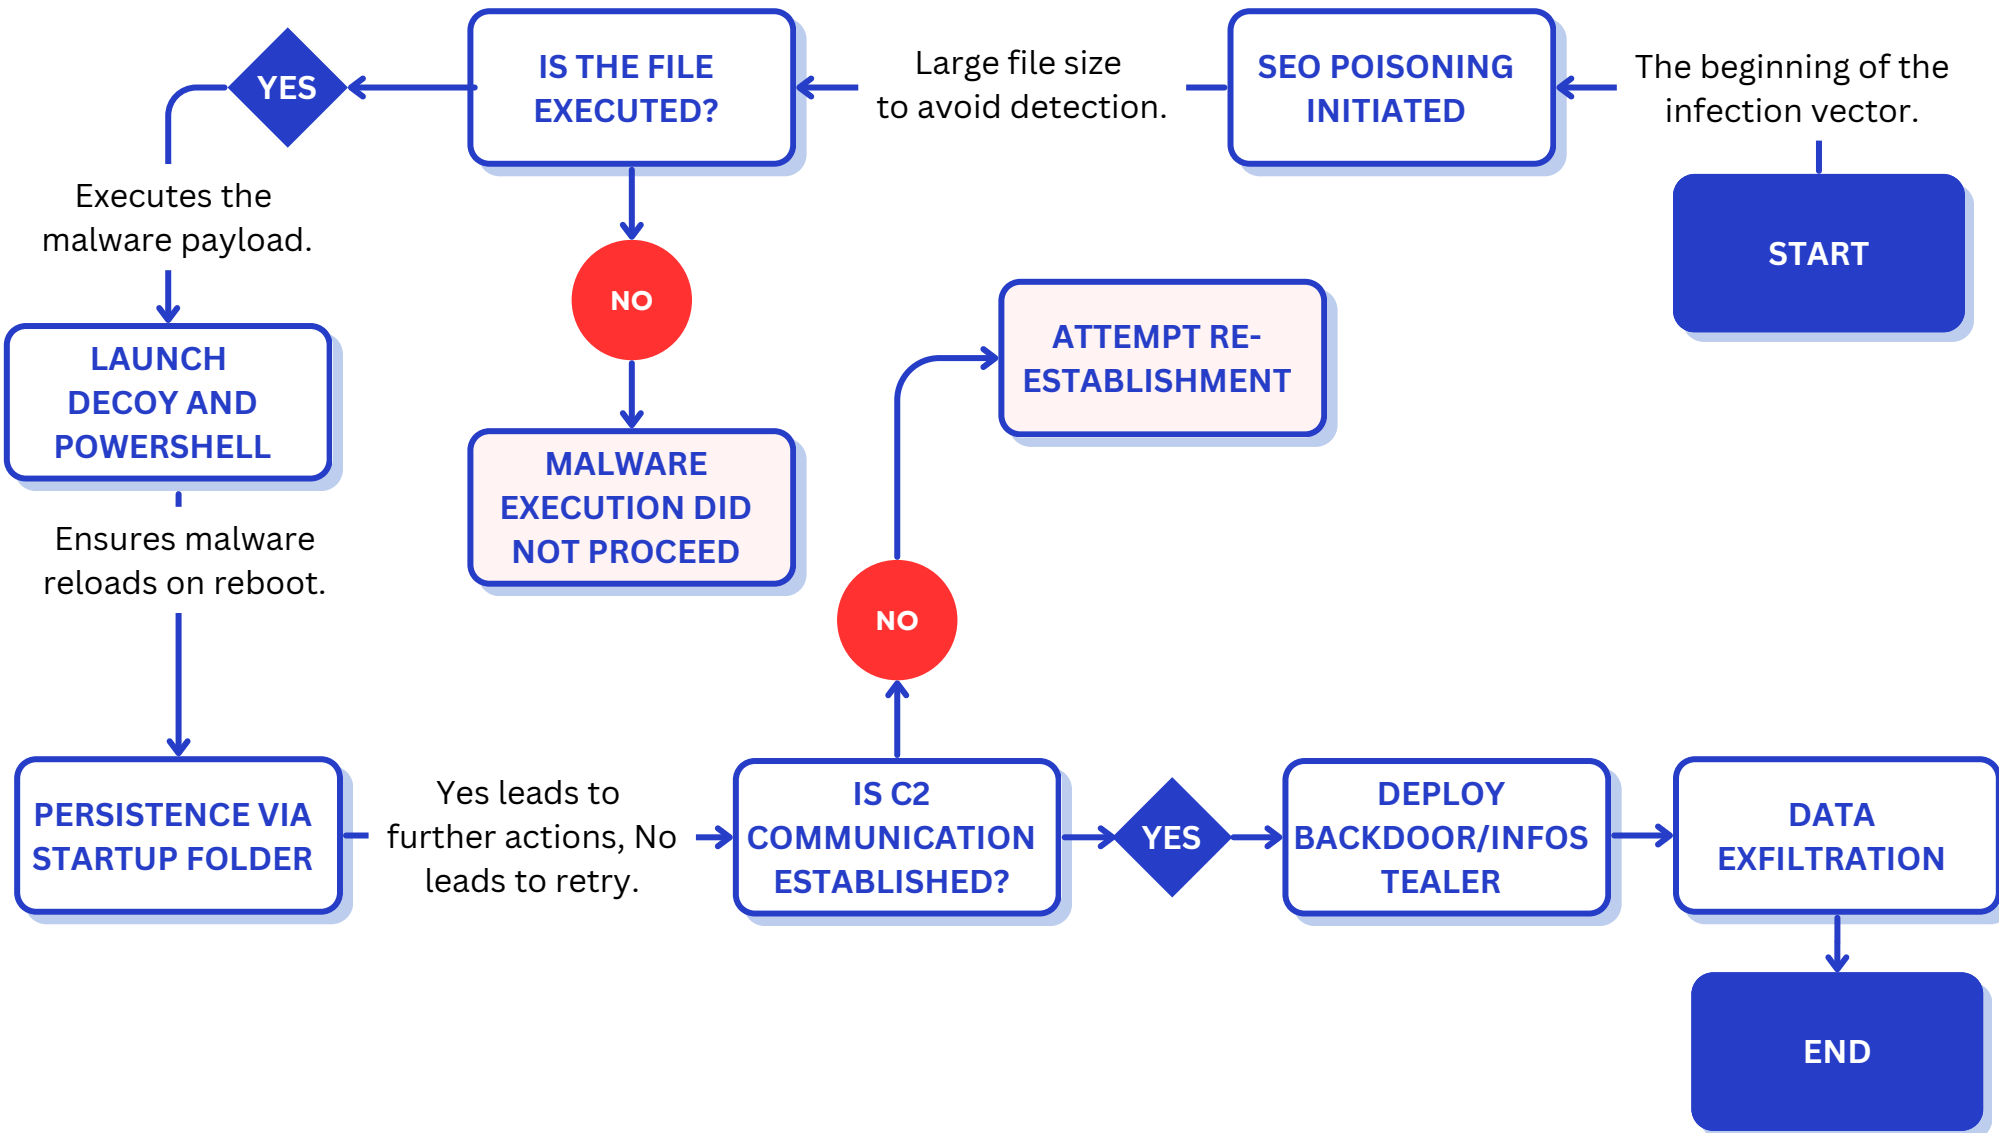 START
The beginning of the
infection vector.
SEO POISONING
INITIATED
Large file size
to avoid detection.
IS THE FILE
EXECUTED?
YES
Executes the
malware payload.
LAUNCH
DECOY AND
POWERSHELL
Ensures malware
reloads on reboot.
PERSISTENCE VIA
STARTUP FOLDER
NO
MALWARE
EXECUTION DID
NOT PROCEED
Yes leads to
further actions, No
leads to retry.
IS C2
COMMUNICATION
ESTABLISHED?
NO
ATTEMPT RE-
ESTABLISHMENT
YES
DEPLOY
BACKDOOR/INFOS
TEALER
DATA
EXFILTRATION
END